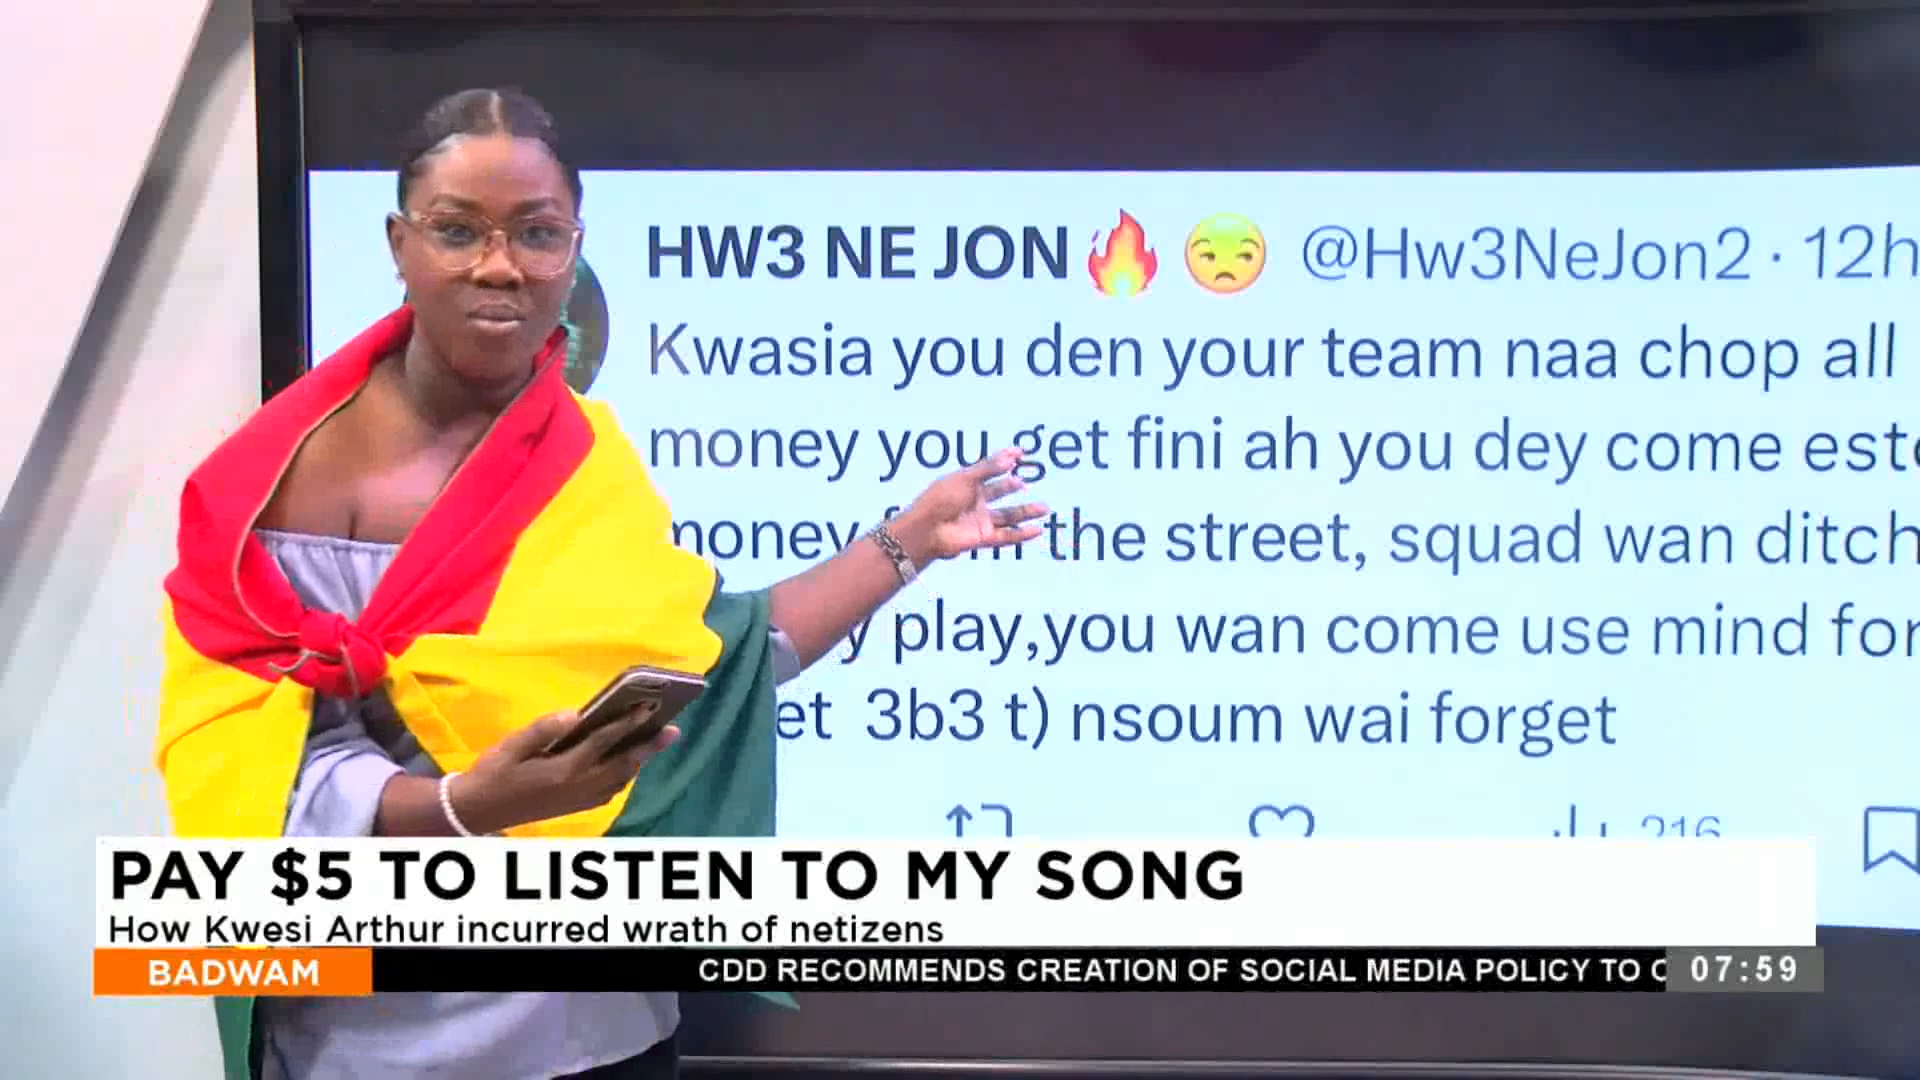 HW3 NE JON🔥😒 @Hw3NeJon2 · 12h
Kwasia you den your team naa chop all
money you get fini ah you dey come
money the street, squad wan ditch
play,you wan come use mind for
3b3 t) nsoum wai forget
216
PAY $5 TO LISTEN TO MY SONG
How Kwesi Arthur incurred wrath of netizens
BADWAM
CDD RECOMMENDS CREATION OF SOCIAL MEDIA POLICY TO
07:59